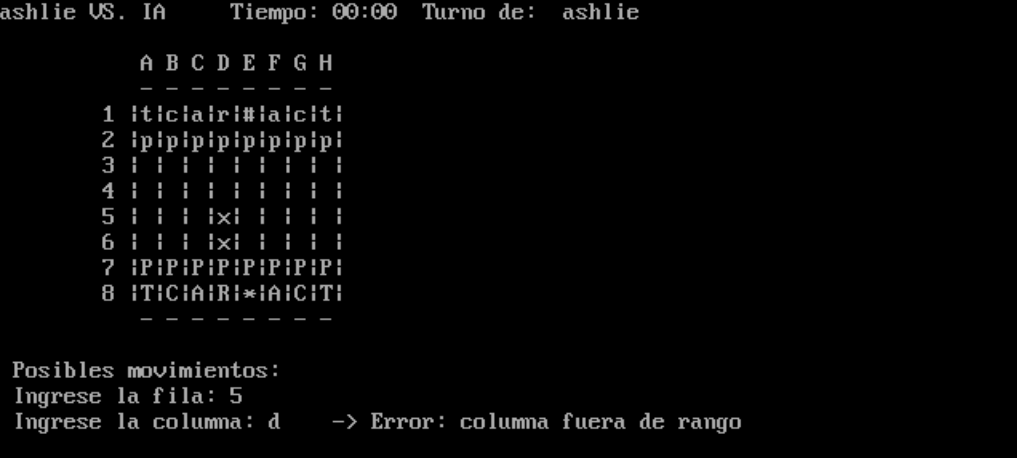 ashlie VS. IA     Tiempo: 00:00  Turno de:  ashlie
A B C D E F G H
- - - - - - - -
1 ¦t¦c¦a¦r¦#¦a¦c¦t¦
2 ¦p¦p¦p¦p¦p¦p¦p¦p¦
3 ¦ ¦ ¦ ¦ ¦ ¦ ¦ ¦ ¦
4 ¦ ¦ ¦ ¦ ¦ ¦ ¦ ¦ ¦
5 ¦ ¦ ¦ ¦x¦ ¦ ¦ ¦ ¦
6 ¦ ¦ ¦ ¦x¦ ¦ ¦ ¦ ¦
7 ¦P¦P¦P¦P¦P¦P¦P¦P¦
8 ¦T¦C¦A¦R¦*¦A¦C¦T¦
- - - - - - - -
Posibles movimientos:
Ingrese la fila: 5
Ingrese la columna: d    -> Error: columna fuera de rango